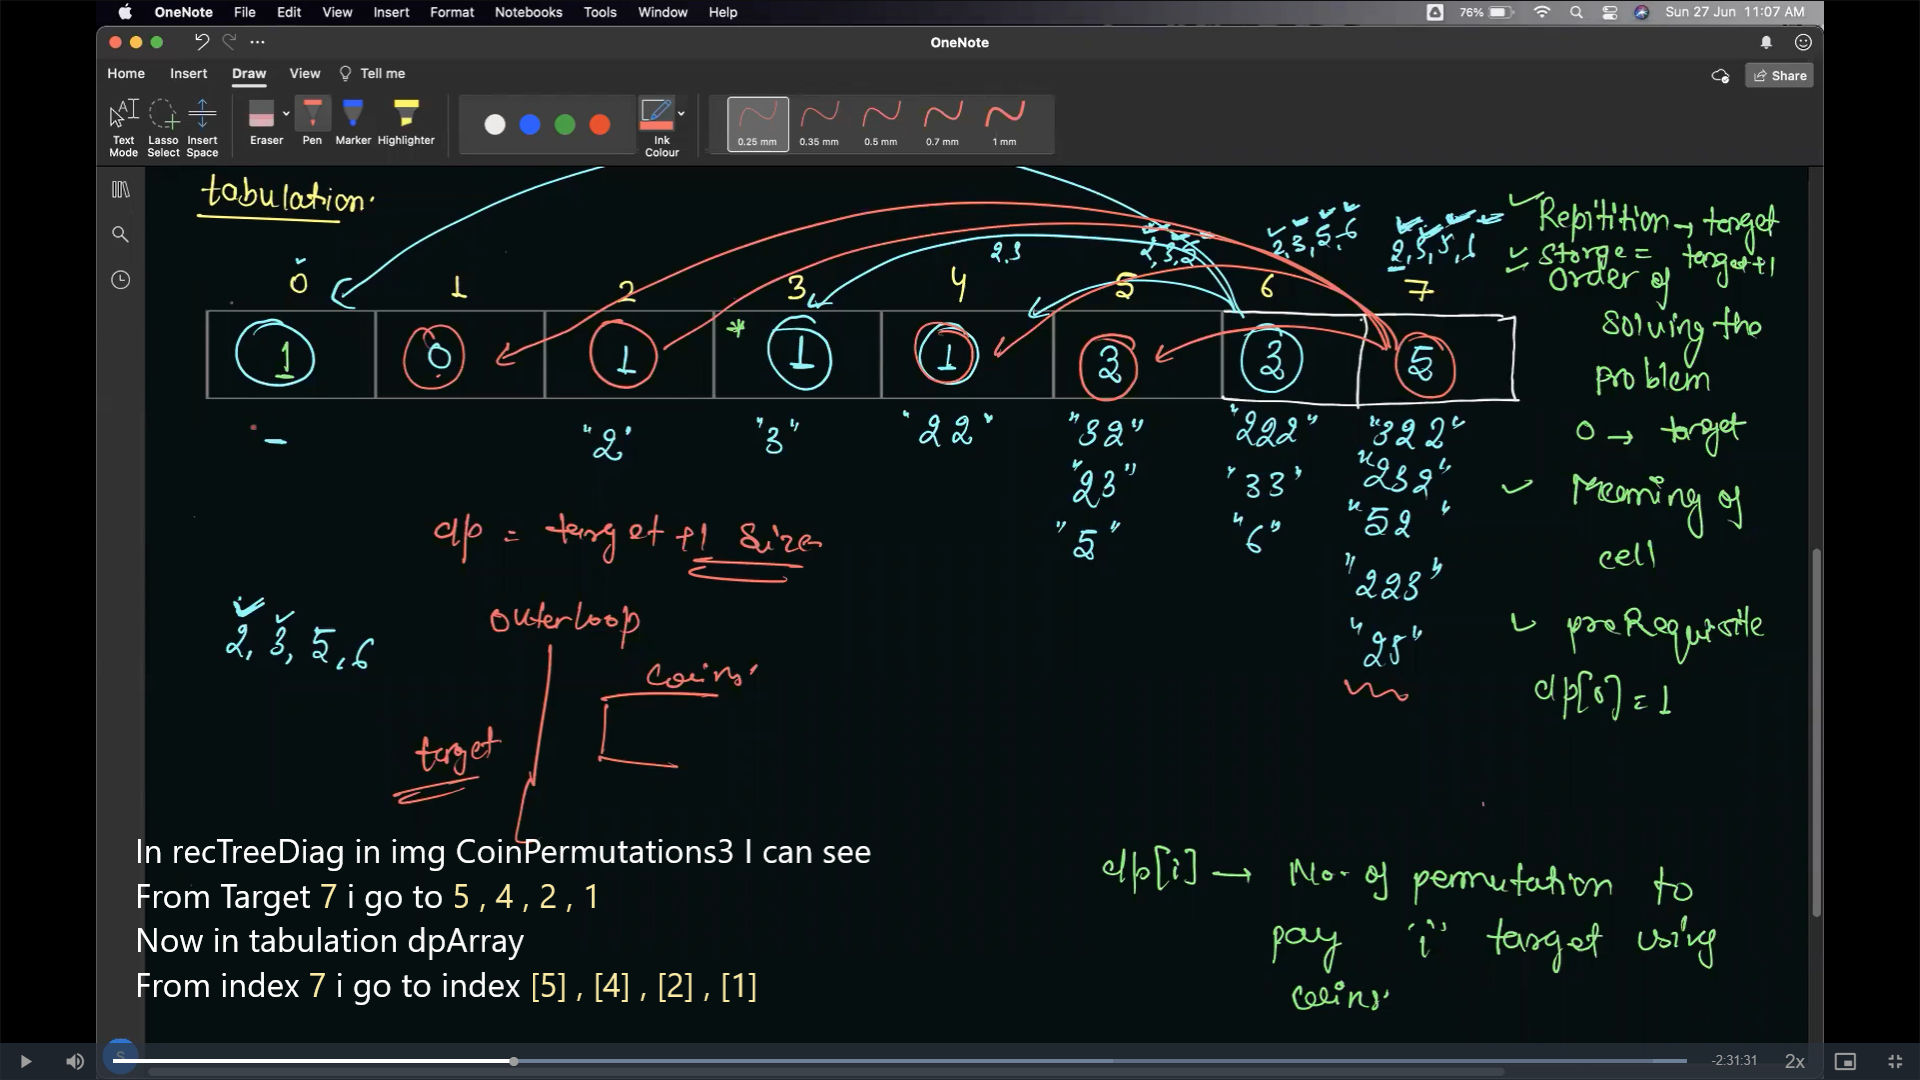 OneNote File Edit View Insert Format Notebooks Tools Window Help 76% Sun 27 Jun 11:07 AM
OneNote
Home Insert Draw View Tell me Share
Text Mode Lasso Select Insert Space Eraser Pen Marker Highlighter Ink Colour 0.25 mm 0.35 mm 0.5 mm 0.7 mm 1 mm
tabulation.
2,3 2,3,5 2,3,5,6
0 1 2 3 4 5 6 7
1 0 1 * 1 1 3 3 5
- "2" "3" "22" "32" "222" "322"
"23" "33" "232"
"5" "6" "52"
"223"
"25"
dp = target +1 size
2, 3, 5, 6
outerloop
coins.
target
Repitition → target
Storge = target+1
Order of
Solving the
problem
0 → target
Meaning of
cell
preRequisite
dp[0] = 1
dp[i] → No. of permutation to
pay "i" target using
coins.
In recTreeDiag in img CoinPermutations3 I can see
From Target 7 i go to 5 , 4 , 2 , 1
Now in tabulation dpArray
From index 7 i go to index [5] , [4] , [2] , [1]
-2:31:31 2x